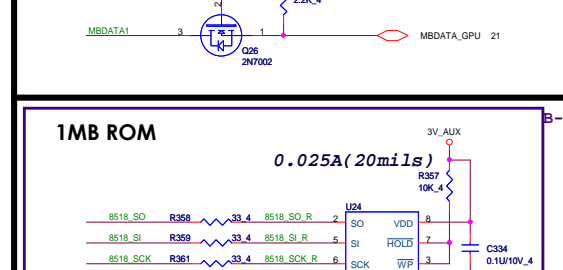 2
2.2K_4
MBDATA1 3 1 MBDATA_GPU 21
Q26
2N7002
B-
1MB ROM 3V_AUX
0.025A(20mils)
R357
10K_4
U24
8518_SO R358 33_4 8518_SO_R 2 SO VDD 8
8518_SI R359 33_4 8518_SI_R 5 SI HOLD 7
C334
0.1U/10V_4
8518_SCK R361 33_4 8518_SCK_R 6 SCK WP 3